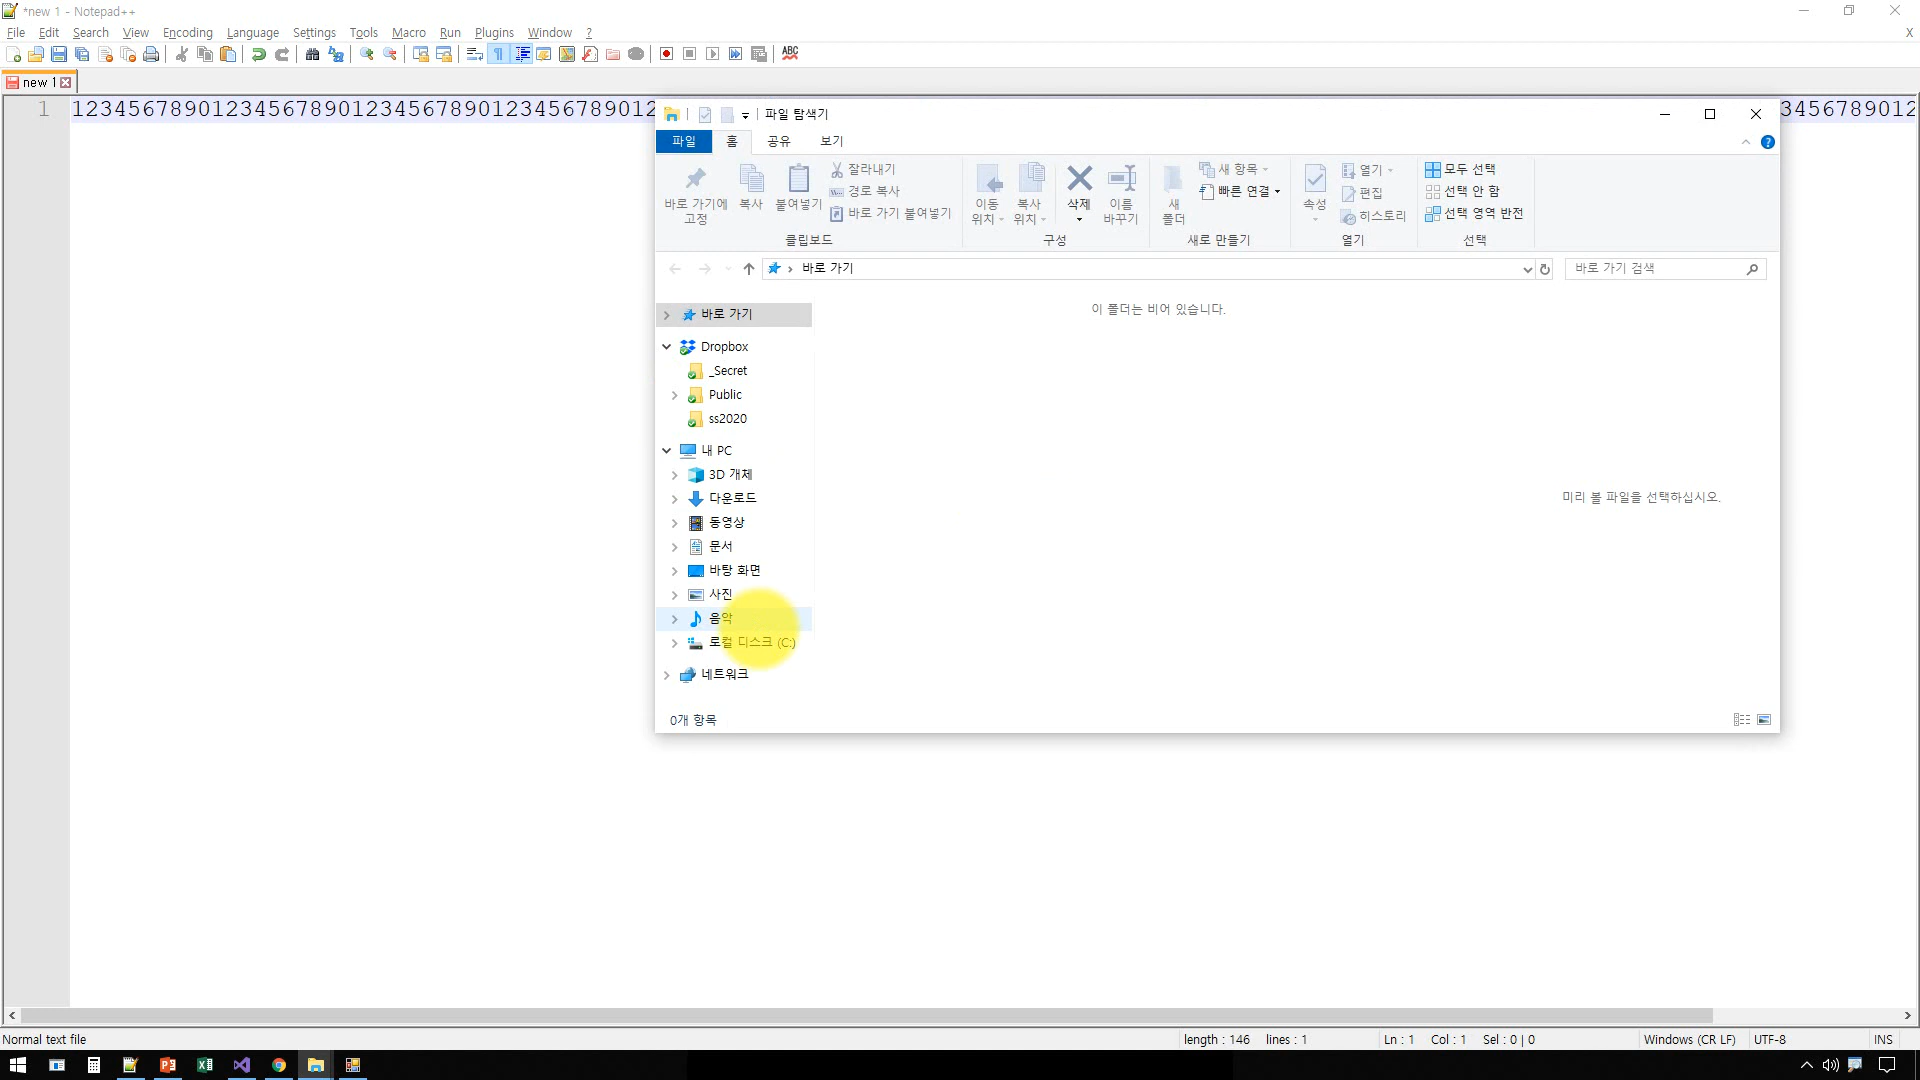 *new 1 - Notepad++
File Edit Search View Encoding Language Settings Tools Macro Run Plugins Window ? X
ABC
new 1
1 123456789012345678901234567890123456789012
3456789012
파일 탐색기
파일 홈 공유 보기
바로 가기에 고정
복사
붙여넣기
잘라내기
경로 복사
바로 가기 붙여넣기
클립보드
이동 위치
복사 위치
삭제
이름 바꾸기
구성
새 폴더
새 항목
빠른 연결
새로 만들기
속성
열기
편집
히스토리
열기
모두 선택
선택 안 함
선택 영역 반전
선택
바로 가기
바로 가기 검색
바로 가기
이 폴더는 비어 있습니다.
Dropbox
_Secret
Public
ss2020
내 PC
3D 개체
다운로드
미리 볼 파일을 선택하십시오.
동영상
문서
바탕 화면
사진
음악
로컬 디스크 (C:)
네트워크
0개 항목
Normal text file length : 146 lines : 1 Ln : 1 Col : 1 Sel : 0 | 0 Windows (CR LF) UTF-8 INS